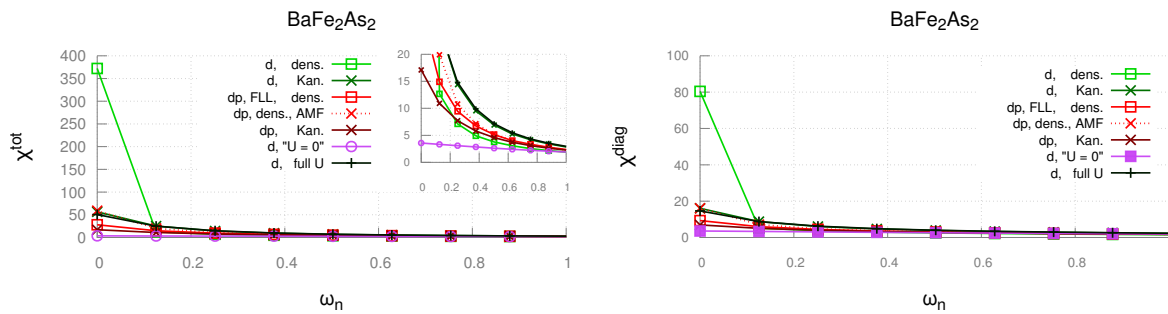 BaFe₂As₂
χᵗᵒᵗ
400
350
300
250
200
150
100
50
0
d, dens.
d, Kan.
dp, FLL, dens.
dp, dens., AMF
dp, Kan.
d, "U = 0"
d, full U
20
15
10
5
0
0 0.2 0.4 0.6 0.8 1
0 0.2 0.4 0.6 0.8 1
ωₙ
BaFe₂As₂
χᵈⁱᵃᵍ
100
80
60
40
20
0
d, dens.
d, Kan.
dp, FLL, dens.
dp, dens., AMF
dp, Kan.
d, "U = 0"
d, full U
0 0.2 0.4 0.6 0.8
ωₙ